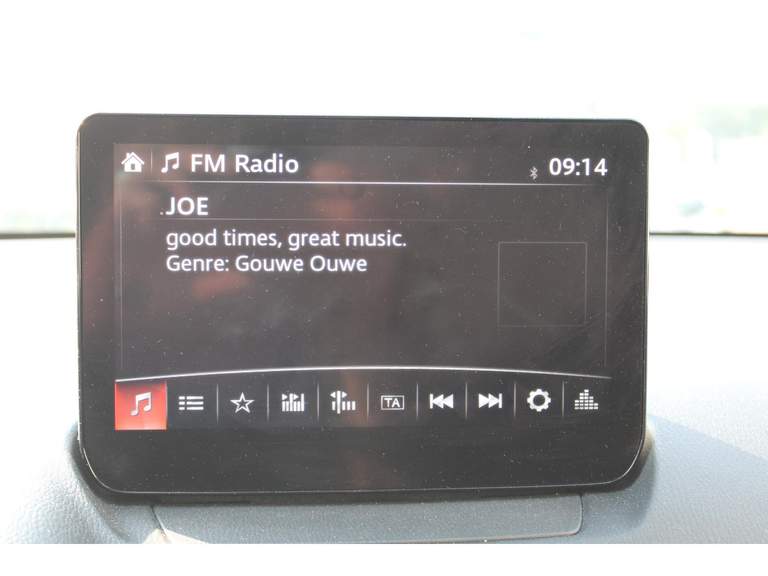 FM Radio
09:14
JOE
good times, great music.
Genre: Gouwe Ouwe
TA